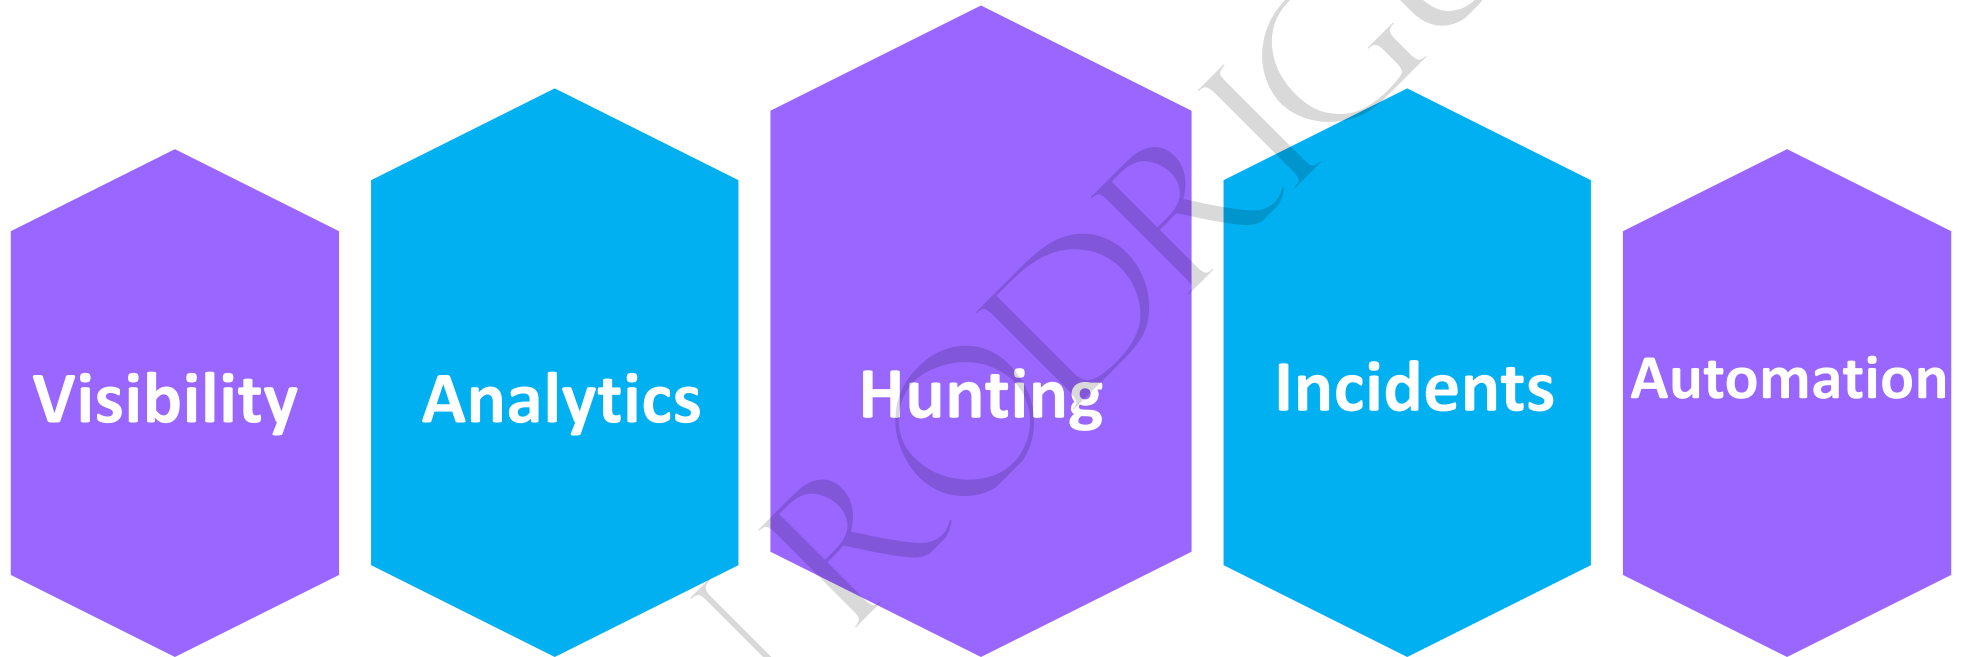 Visibility
Analytics
Hunting
Incidents
Automation